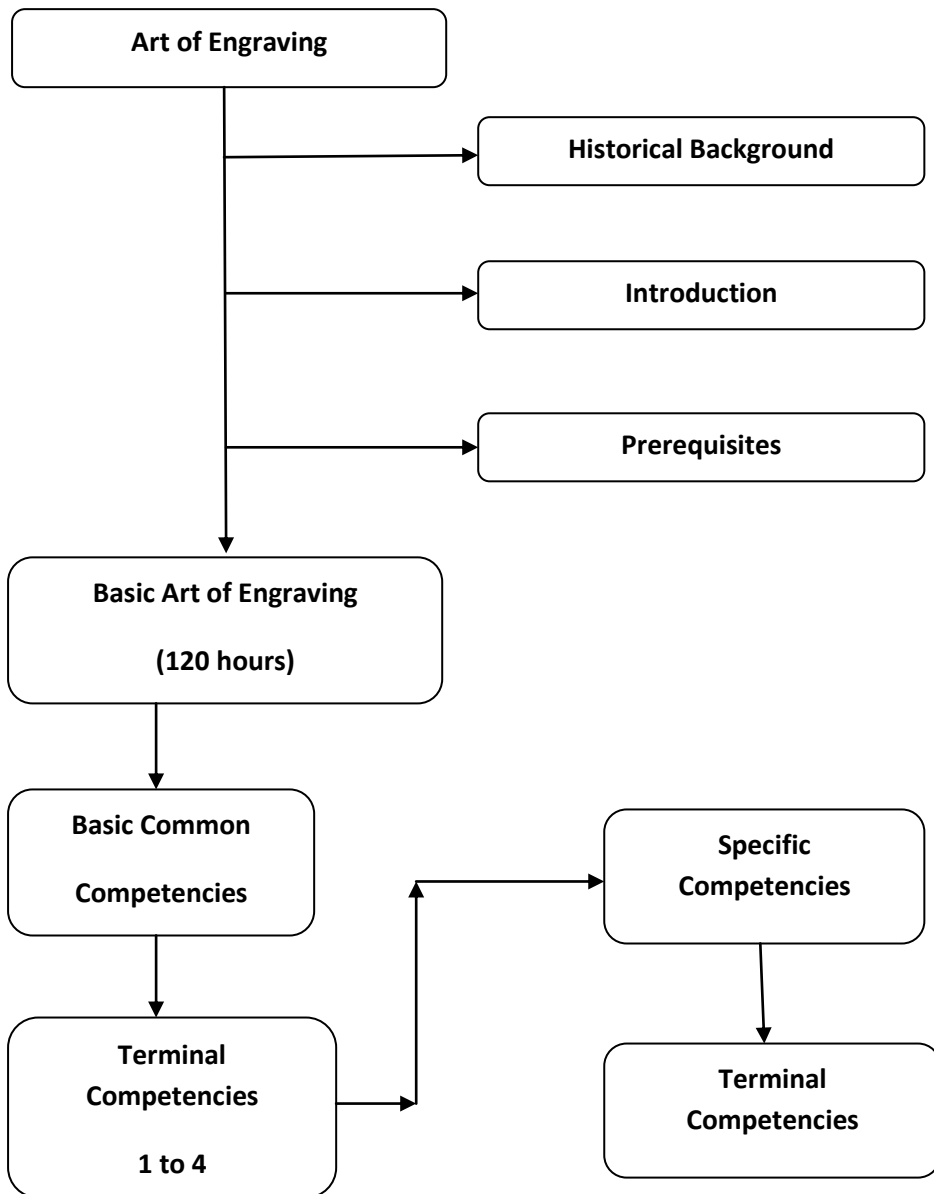 Art of Engraving
Historical Background
Introduction
Prerequisites
Basic Art of Engraving
(120 hours)
Basic Common
Competencies
Terminal
Competencies
1 to 4
Specific
Competencies
Terminal
Competencies